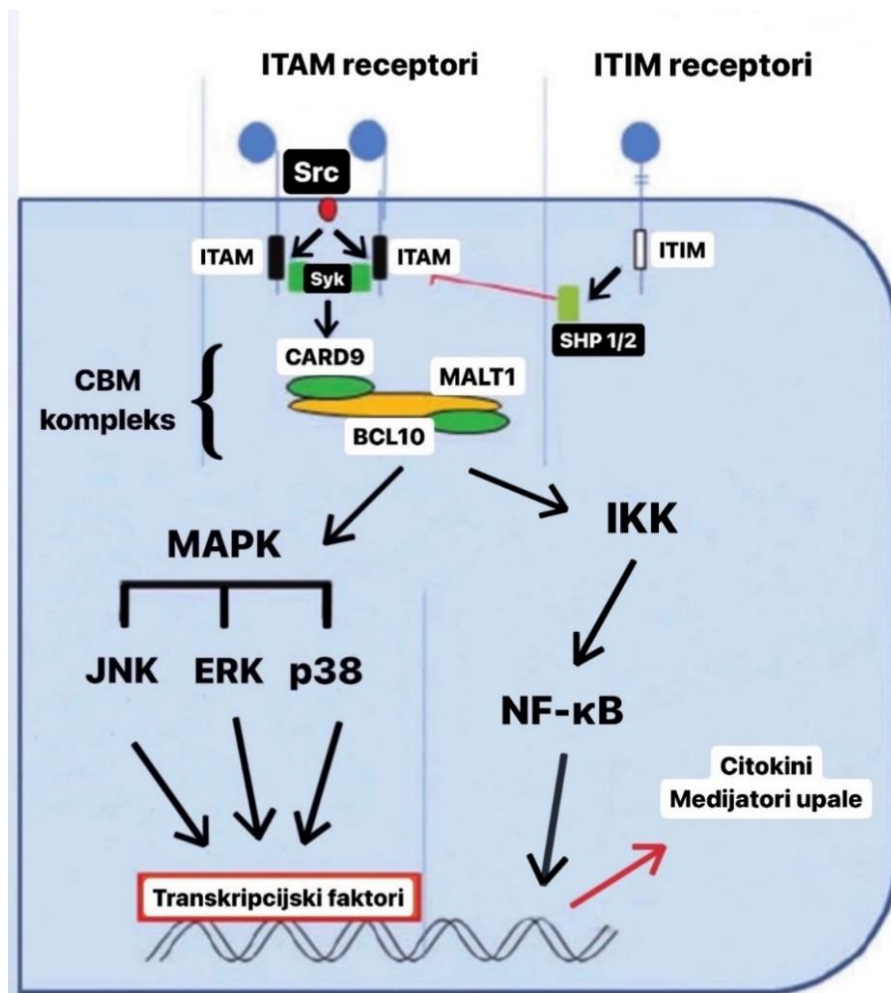 ITAM receptori
ITIM receptori
Src
ITAM
Syk
ITAM
ITIM
SHP 1/2
CBM
kompleks
CARD9
MALT1
BCL10
MAPK
IKK
JNK
ERK
p38
NF-κB
Citokini
Medijatori upale
Transkripcijski faktori